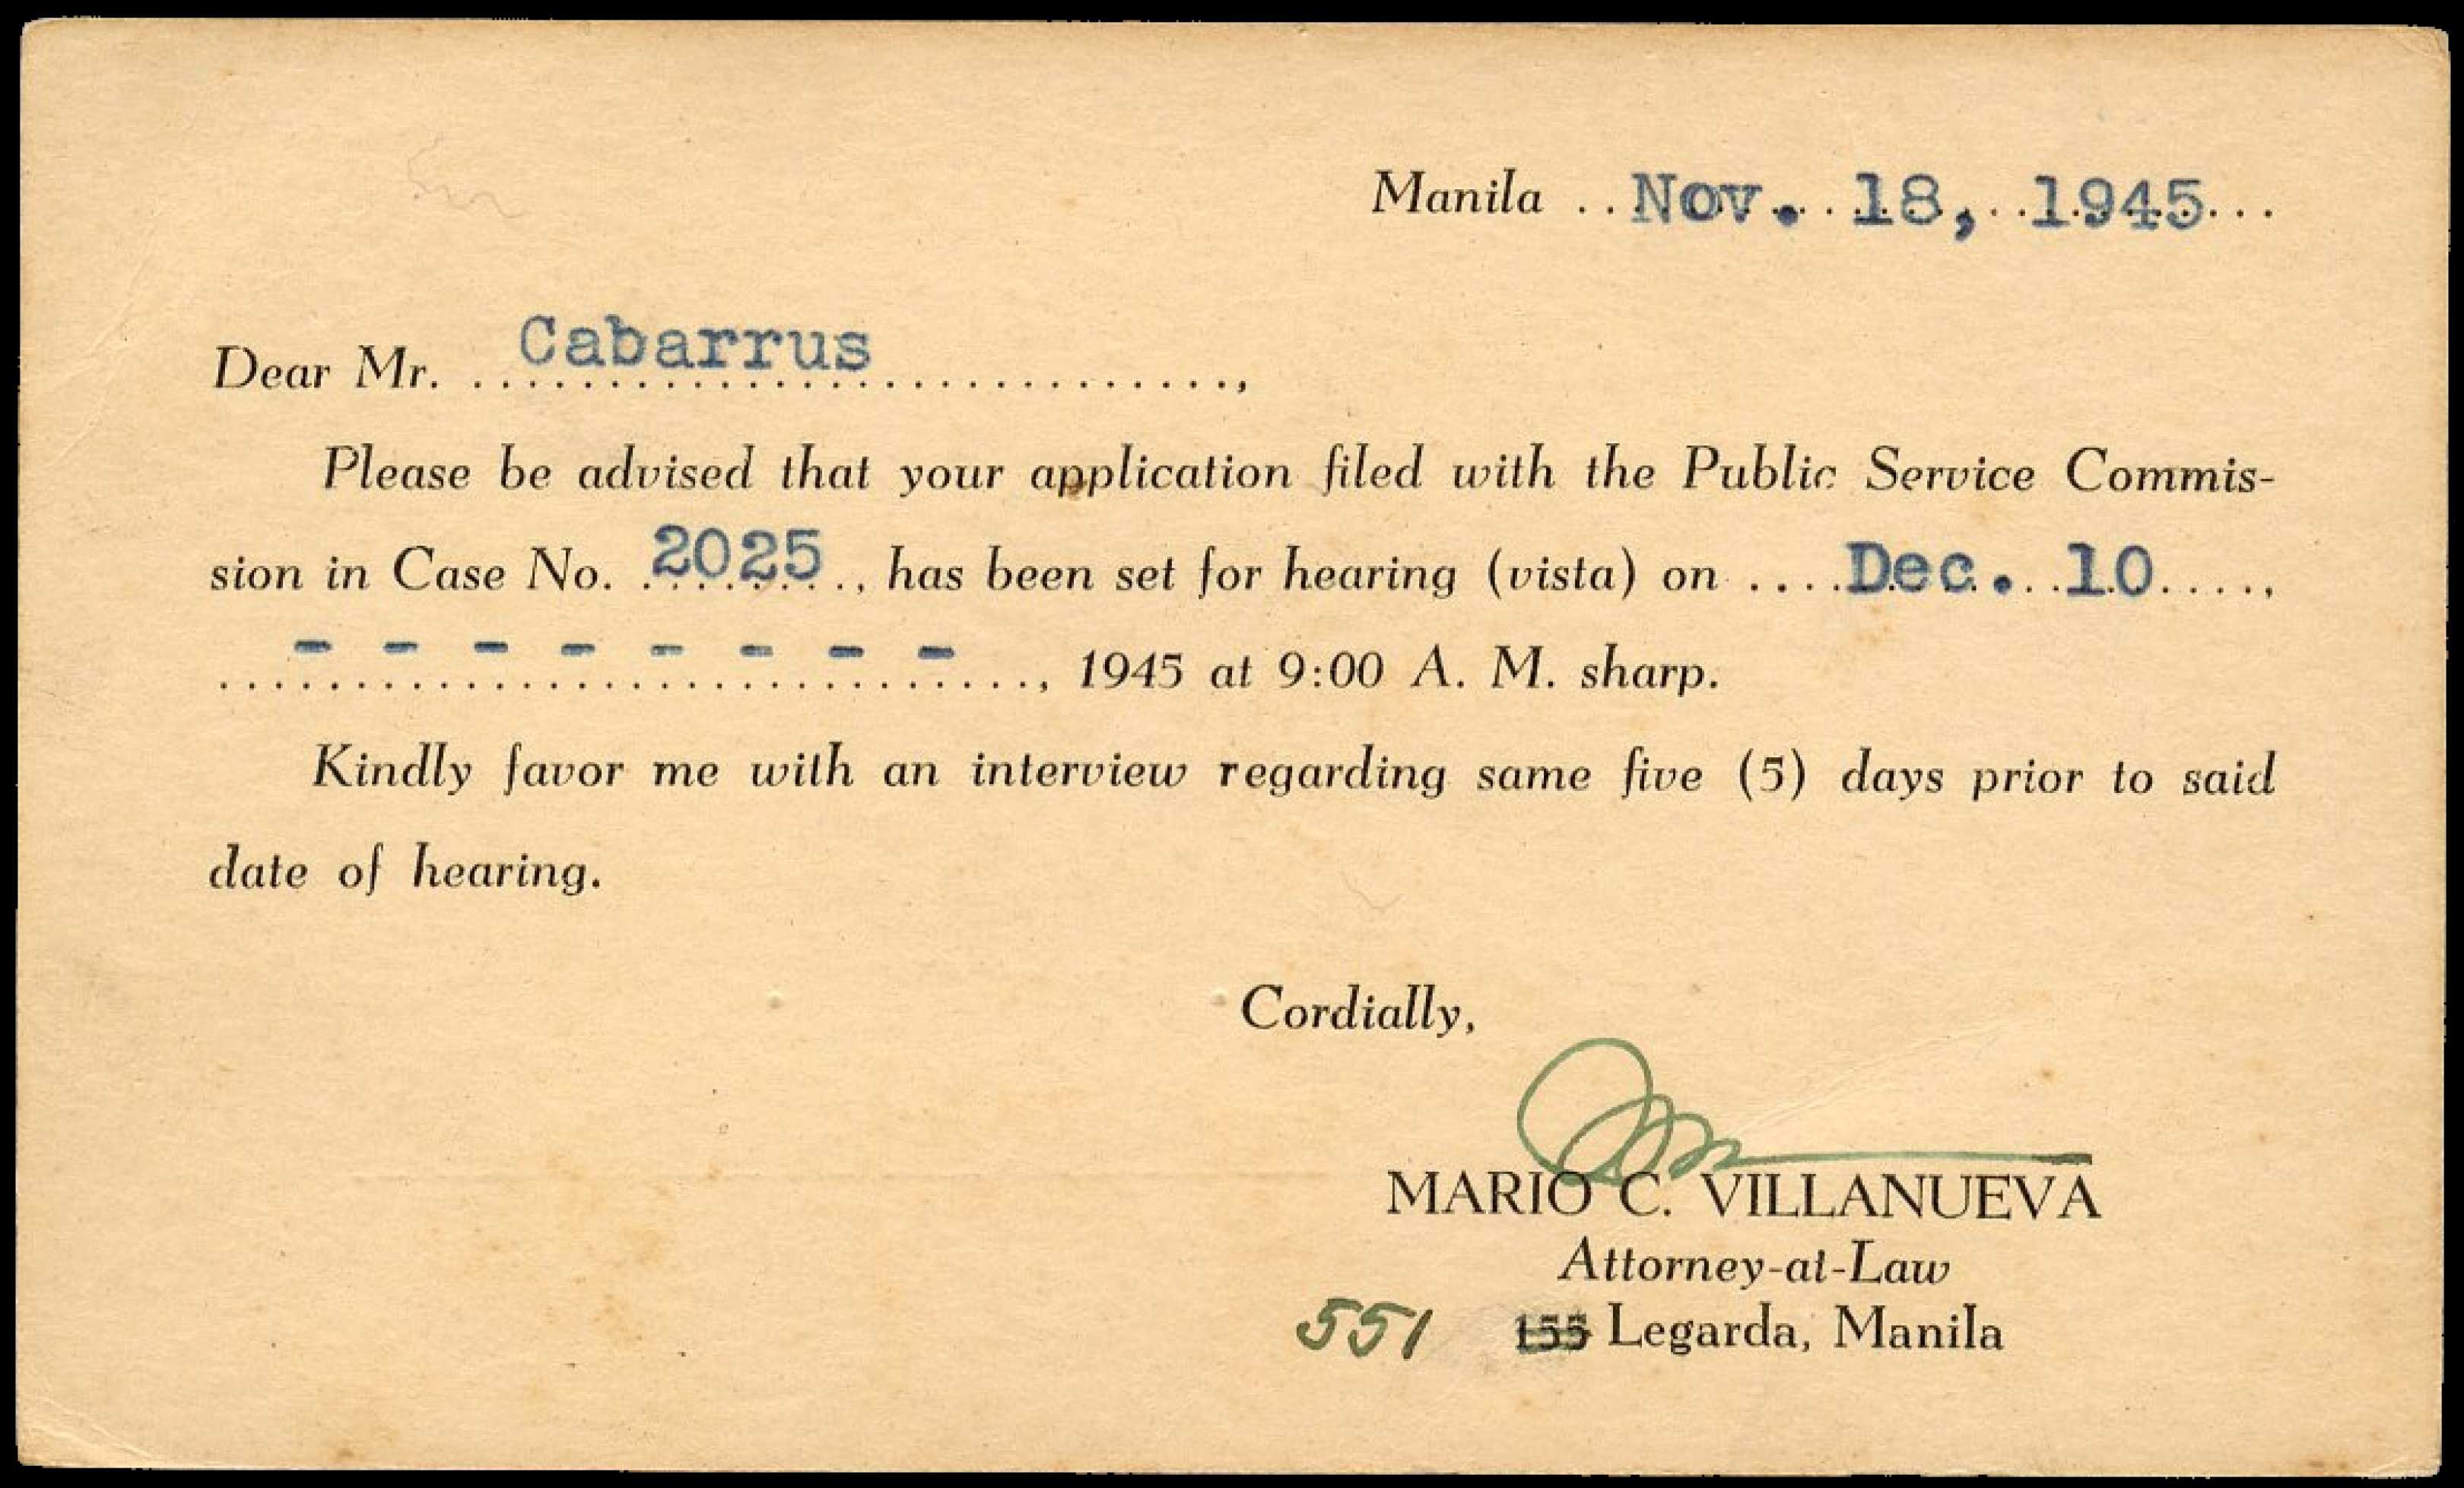 Manila ..Nov. 18, 1945...
Dear Mr. Cabarrus ..............................,
Please be advised that your application filed with the Public Service Commis-
sion in Case No. 2025, has been set for hearing (vista) on ....Dec. 10....,
- - - - - - - - ............................., 1945 at 9:00 A. M. sharp.
Kindly favor me with an interview regarding same five (5) days prior to said
date of hearing.
Cordially,
MARIO C. VILLANUEVA
Attorney-at-Law
551 155 Legarda, Manila